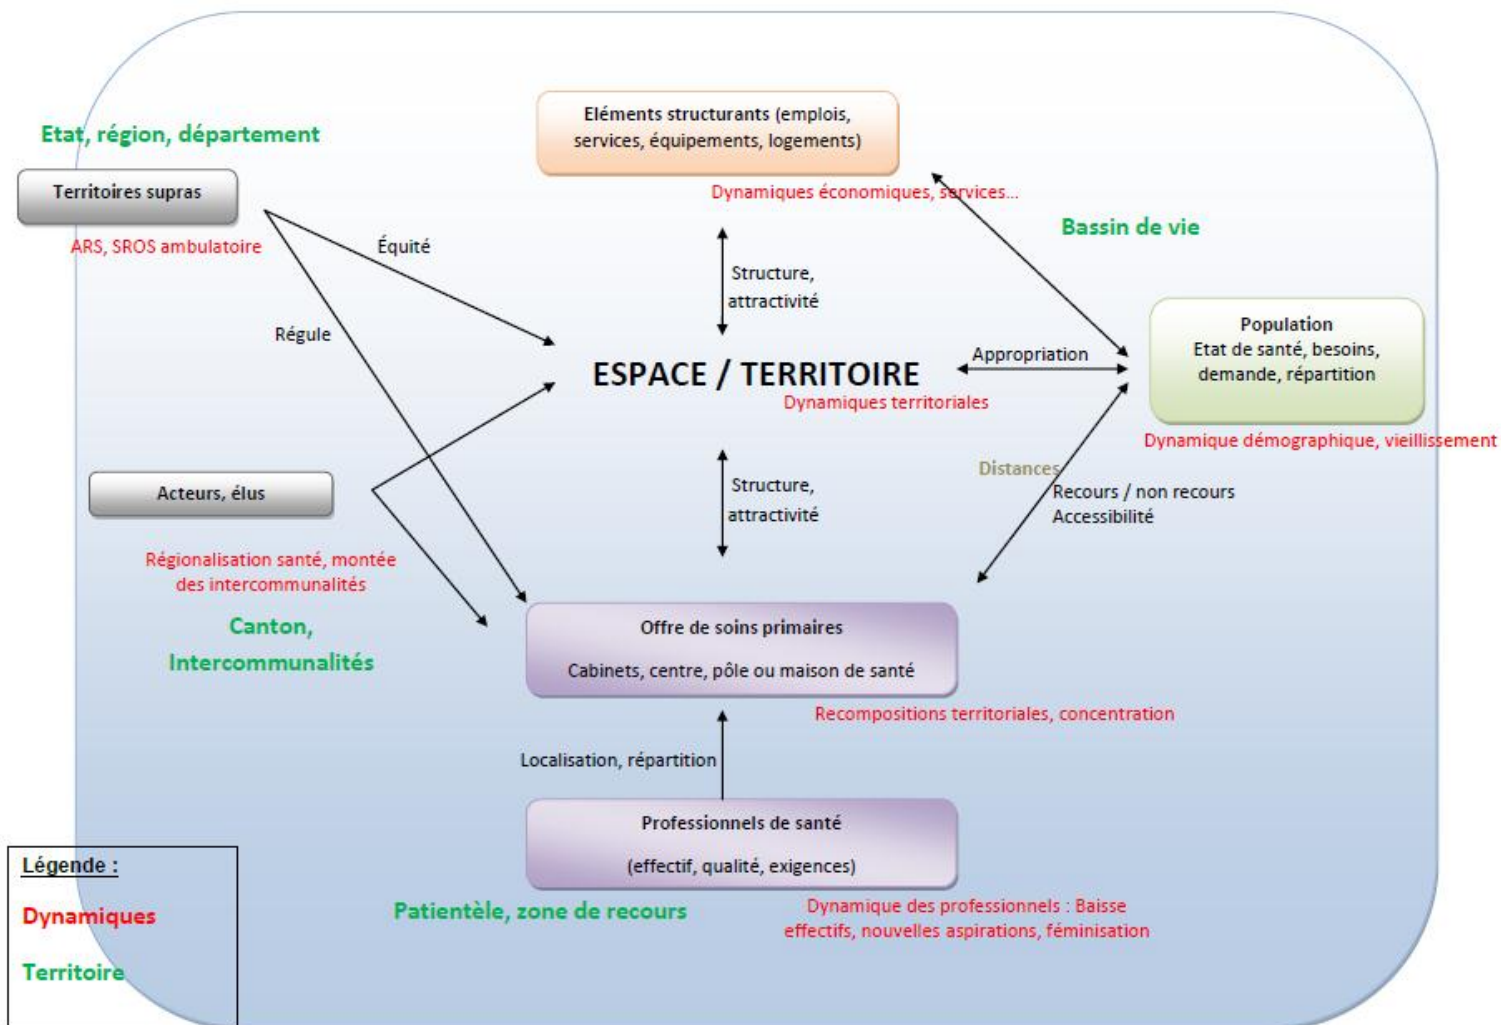 Eléments structurants (emplois,
services, équipements, logements)
Etat, région, département
Territoires supras
Dynamiques économiques, services...
ARS, SROS ambulatoire
Équité
Bassin de vie
Structure,
attractivité
Régule
Population
Etat de santé, besoins,
demande, répartition
Appropriation
ESPACE / TERRITOIRE
Dynamiques territoriales
Dynamique démographique, vieillissement
Distances
Structure,
attractivité
Recours / non recours
Accessibilité
Acteurs, élus
Régionalisation santé, montée
des intercommunalités
Canton,
Intercommunalités
Offre de soins primaires
Cabinets, centre, pôle ou maison de santé
Recompositions territoriales, concentration
Localisation, répartition
Professionnels de santé
(effectif, qualité, exigences)
Patientèle, zone de recours
Dynamique des professionnels : Baisse
effectifs, nouvelles aspirations, féminisation
Légende :
Dynamiques
Territoire